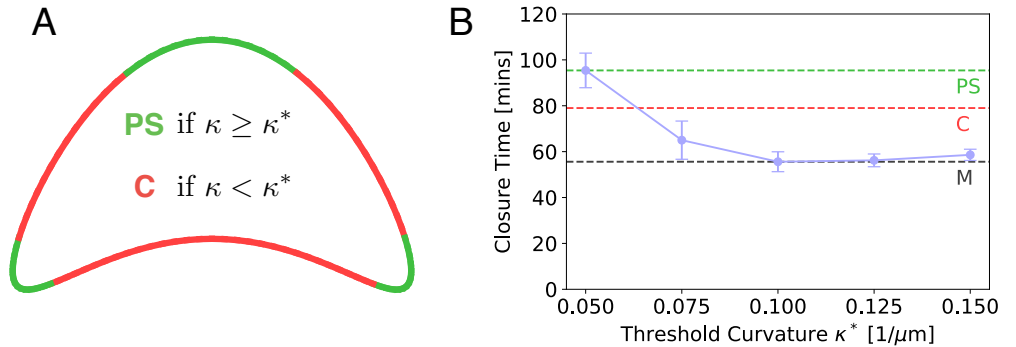 A
PS if κ ≥ κ*
C if κ < κ*
B
Closure Time [mins]
120
100
80
60
40
20
0
PS
C
M
0.050 0.075 0.100 0.125 0.150
Threshold Curvature κ* [1/μm]